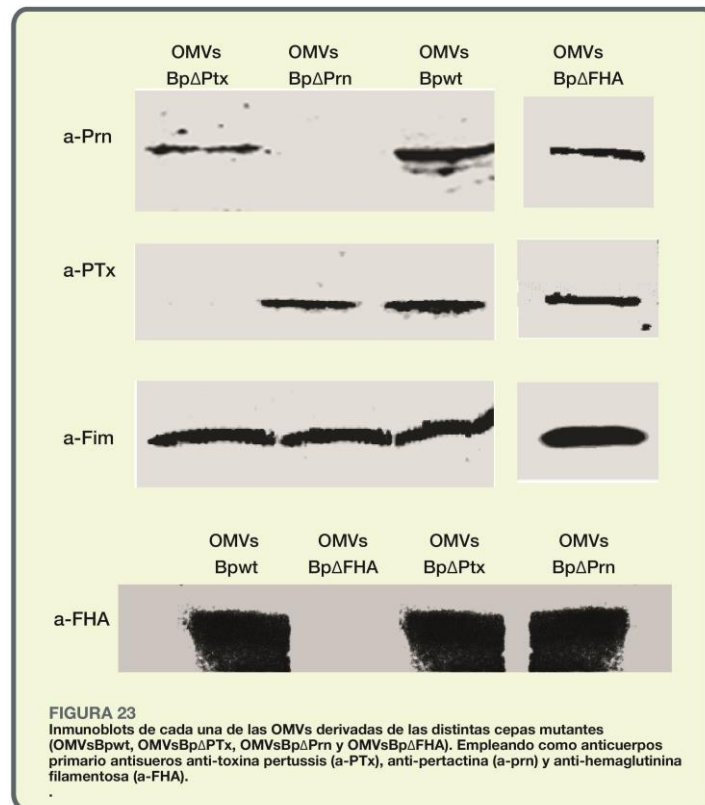 OMVs OMVs OMVs OMVs
BpΔPtx BpΔPrn Bpwt BpΔFHA
a-Prn
a-PTx
a-Fim
OMVs OMVs OMVs OMVs
Bpwt BpΔFHA BpΔPtx BpΔPrn
a-FHA
FIGURA 23
Inmunoblots de cada una de las OMVs derivadas de las distintas cepas mutantes
(OMVsBpwt, OMVsBpΔPTx, OMVsBpΔPrn y OMVsBpΔFHA). Empleando como anticuerpos
primario antisueros anti-toxina pertussis (a-PTx), anti-pertactina (a-prn) y anti-hemaglutinina
filamentosa (a-FHA).
.